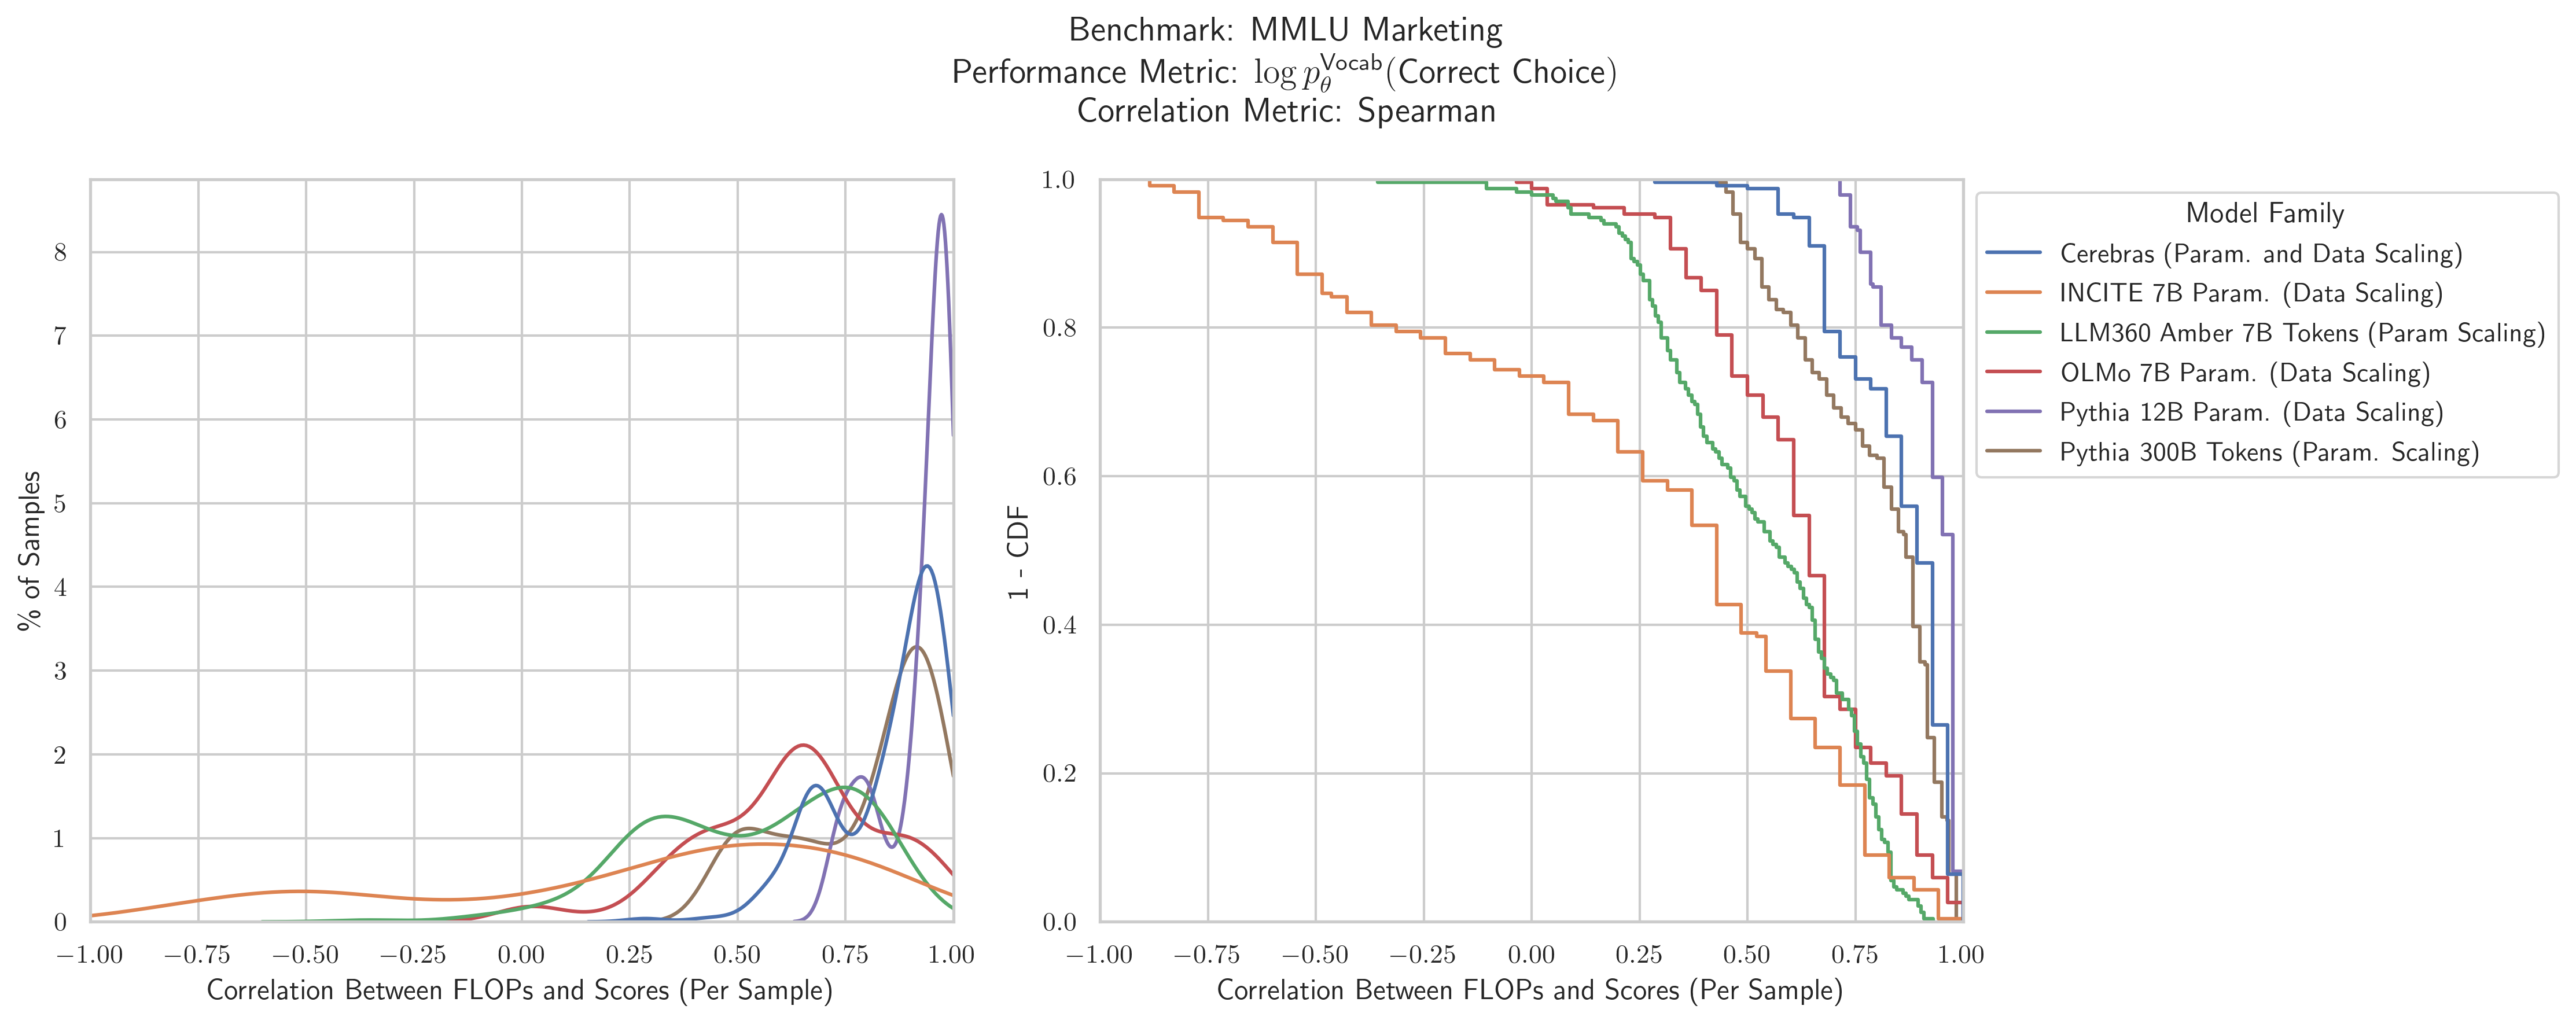 Benchmark: MMLU Marketing
Performance Metric: log p_θ^Vocab(Correct Choice)
Correlation Metric: Spearman
% of Samples
8
7
6
5
4
3
2
1
0
−1.00 −0.75 −0.50 −0.25 0.00 0.25 0.50 0.75 1.00
Correlation Between FLOPs and Scores (Per Sample)
1 - CDF
1.0
0.8
0.6
0.4
0.2
0.0
−1.00 −0.75 −0.50 −0.25 0.00 0.25 0.50 0.75 1.00
Correlation Between FLOPs and Scores (Per Sample)
Model Family
Cerebras (Param. and Data Scaling)
INCITE 7B Param. (Data Scaling)
LLM360 Amber 7B Tokens (Param Scaling)
OLMo 7B Param. (Data Scaling)
Pythia 12B Param. (Data Scaling)
Pythia 300B Tokens (Param. Scaling)